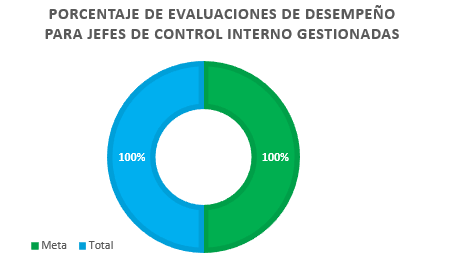 PORCENTAJE DE EVALUACIONES DE DESEMPEÑO
PARA JEFES DE CONTROL INTERNO GESTIONADAS
100%
100%
Meta
Total